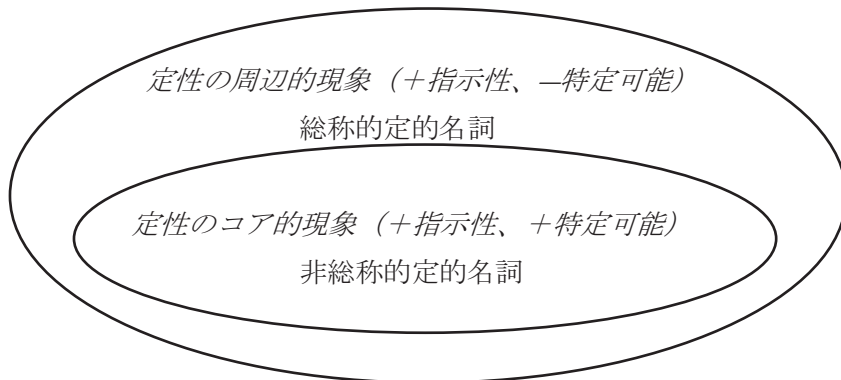 定性の周辺的現象（＋指示性、―特定可能）
総称的定的名詞
定性のコア的現象（＋指示性、＋特定可能）
非総称的定的名詞